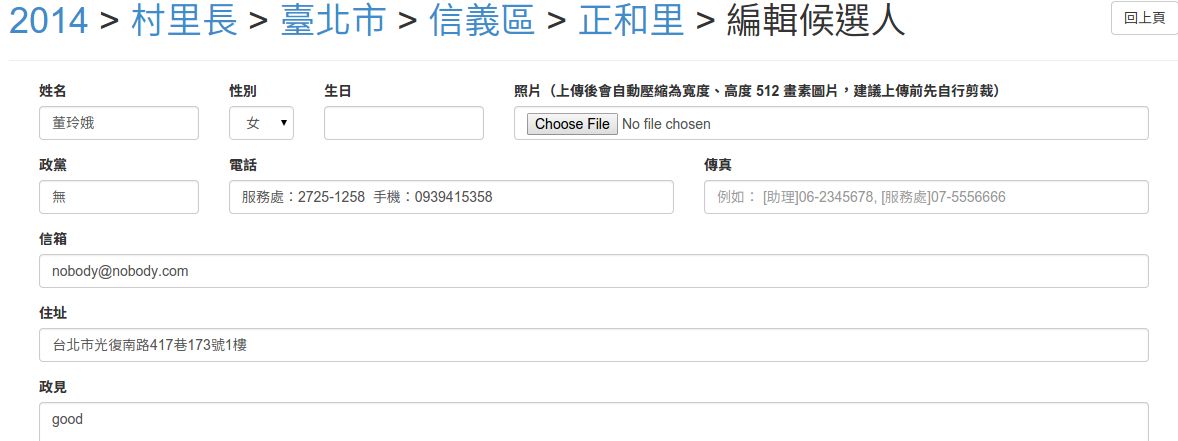 2014 > 村里長 > 臺北市 > 信義區 > 正和里 > 編輯候選人
回上頁
姓名 性別 生日 照片（上傳後會自動壓縮為寬度、高度 512 畫素圖片，建議上傳前先自行剪裁）
董玲娥 女 Choose File No file chosen
政黨 電話 傳真
無 服務處：2725-1258 手機：0939415358 例如： [助理]06-2345678, [服務處]07-5556666
信箱
nobody@nobody.com
住址
台北市光復南路417巷173號1樓
政見
good